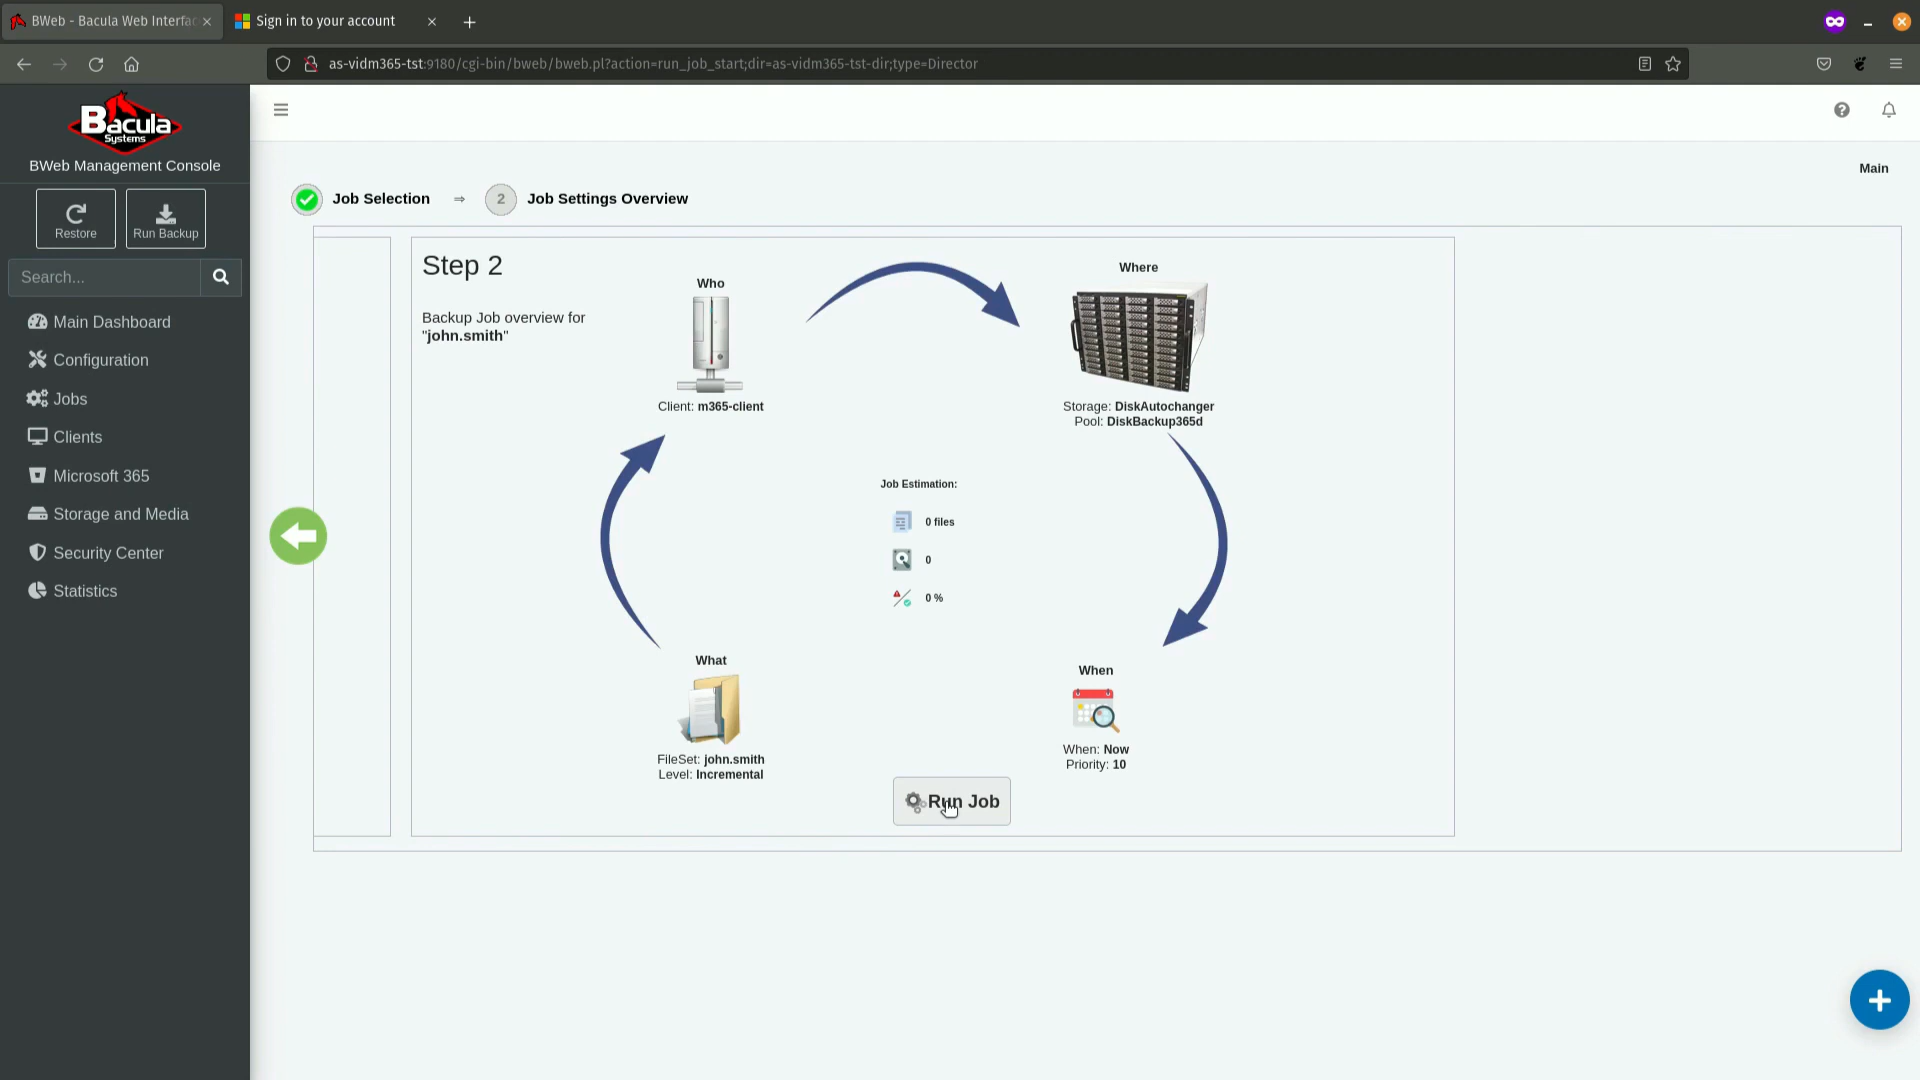 BWeb - Bacula Web Interfac
Sign in to your account
as-vidm365-tst:9180/cgi-bin/bweb/bweb.pl?action=run_job_start;dir=as-vidm365-tst-dir;type=Director
Bacula
Systems
BWeb Management Console
Restore
Run Backup
Search...
Main Dashboard
Configuration
Jobs
Clients
Microsoft 365
Storage and Media
Security Center
Statistics
Main
Job Selection
⇒
2
Job Settings Overview
Step 2
Backup Job overview for
"john.smith"
Who
Client: m365-client
Where
Storage: DiskAutochanger
Pool: DiskBackup365d
Job Estimation:
0 files
0
0 %
What
FileSet: john.smith
Level: Incremental
When
When: Now
Priority: 10
Run Job